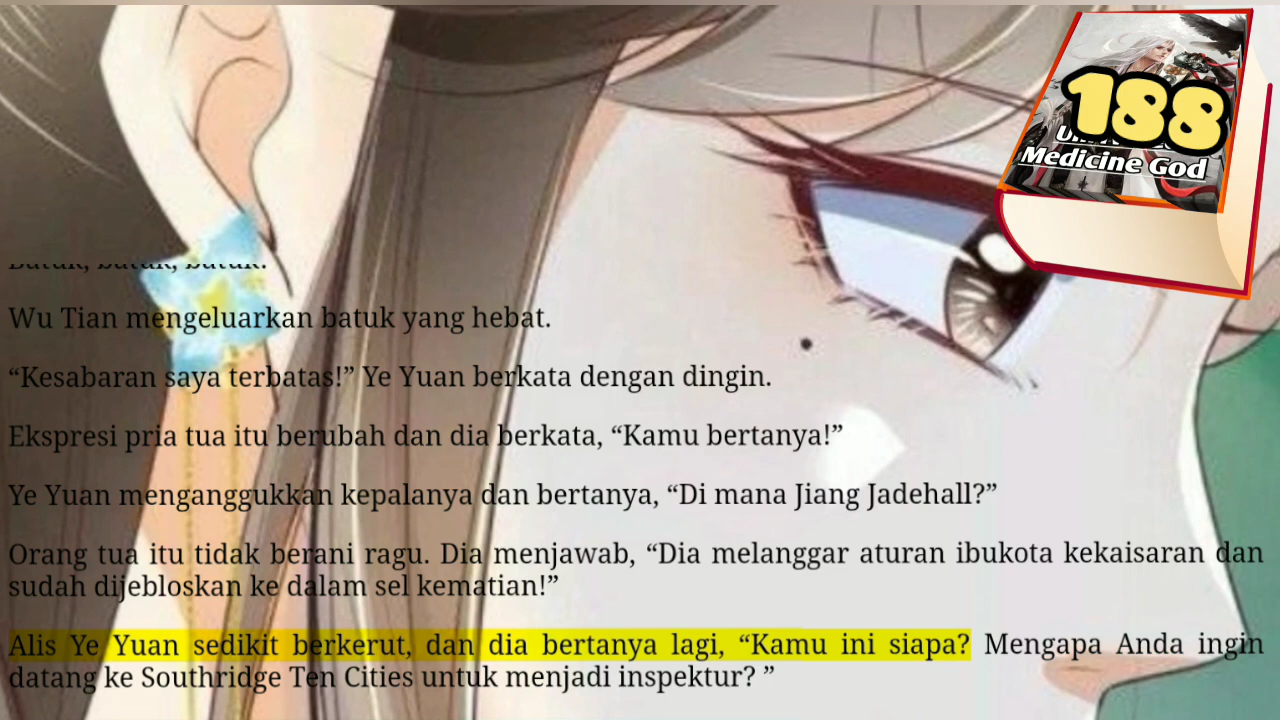 188
Medicine God
Batuk, batuk, batuk!
Wu Tian mengeluarkan batuk yang hebat.
“Kesabaran saya terbatas!” Ye Yuan berkata dengan dingin.
Ekspresi pria tua itu berubah dan dia berkata, “Kamu bertanya!”
Ye Yuan menganggukkan kepalanya dan bertanya, “Di mana Jiang Jadehall?”
Orang tua itu tidak berani ragu. Dia menjawab, “Dia melanggar aturan ibukota kekaisaran dan
sudah dijebloskan ke dalam sel kematian!”
Alis Ye Yuan sedikit berkerut, dan dia bertanya lagi, “Kamu ini siapa? Mengapa Anda ingin
datang ke Southridge Ten Cities untuk menjadi inspektur? ”